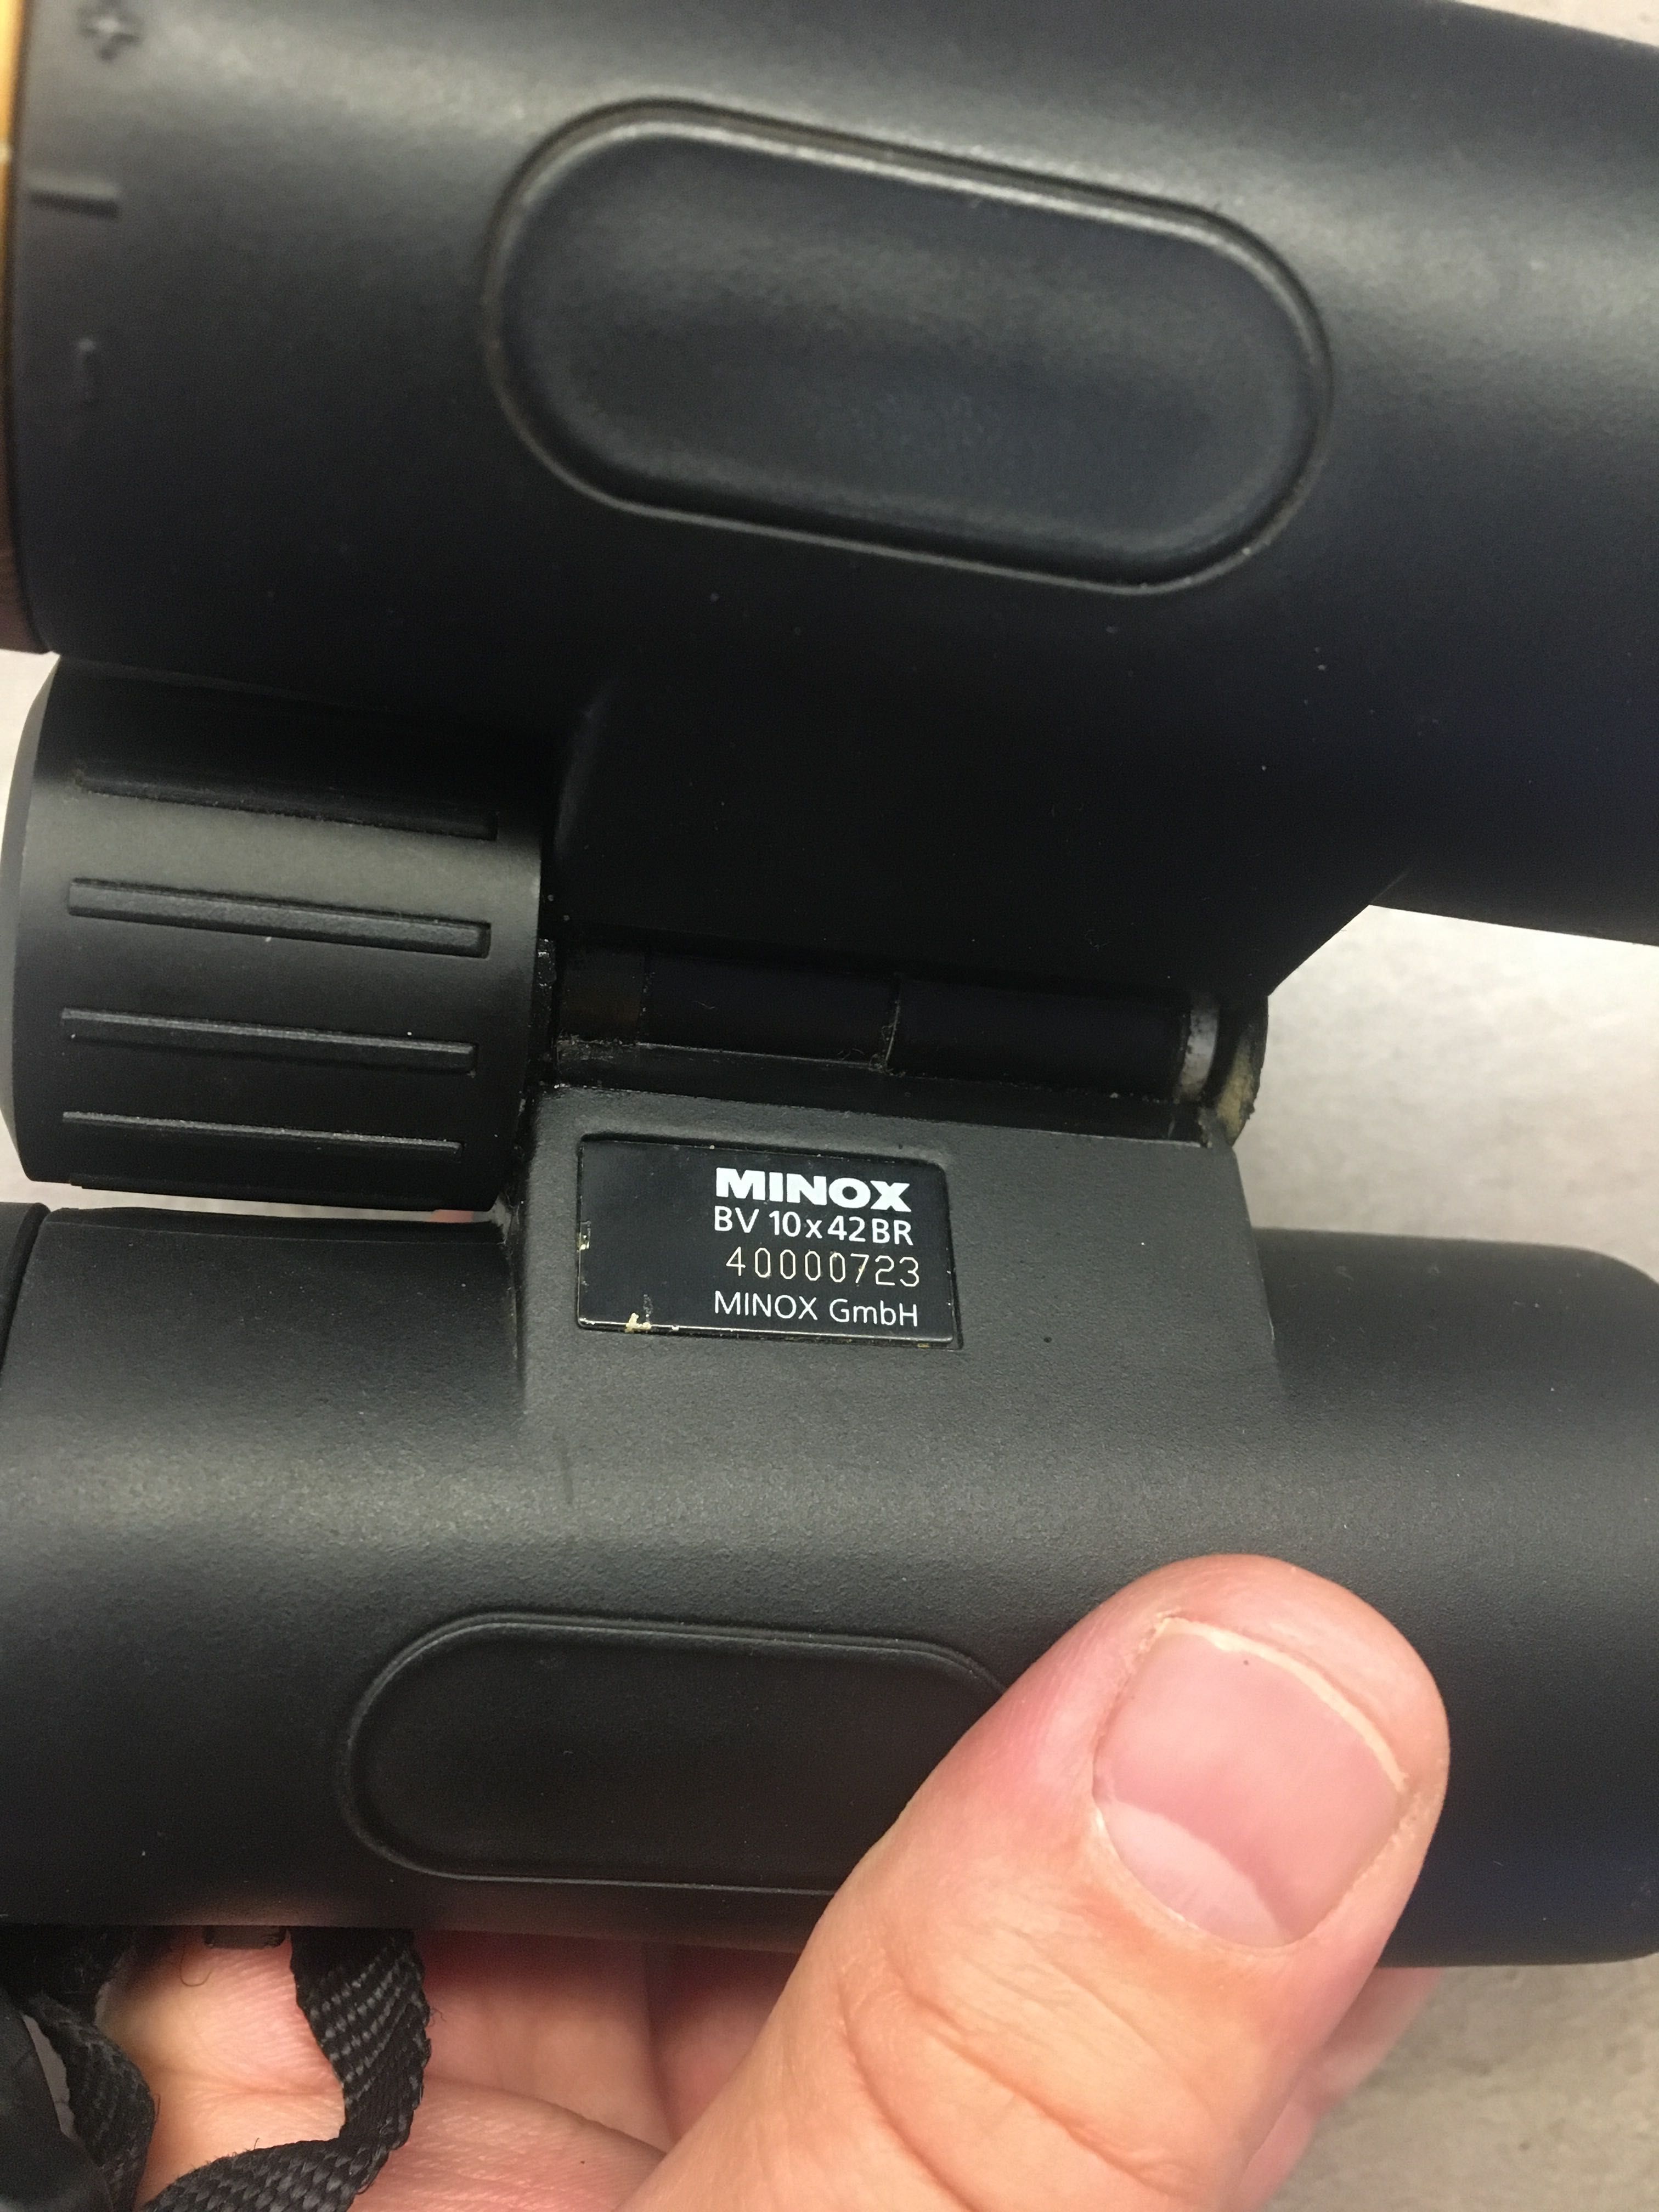 +
MINOX
BV 10x42BR
40000723
MINOX GmbH